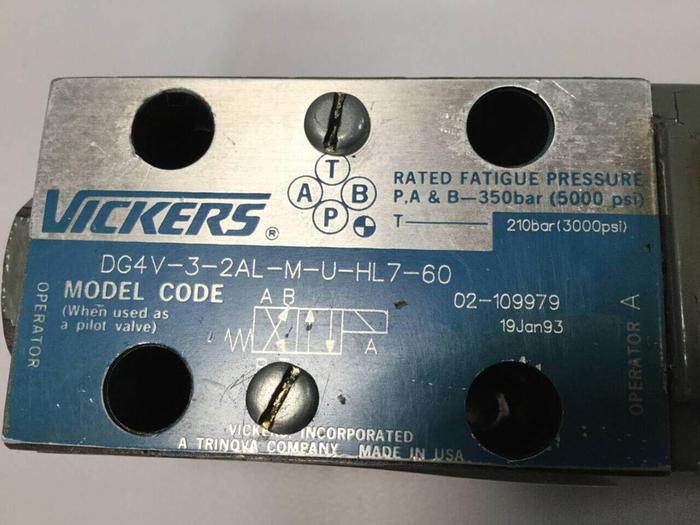 T
A B
P
VICKERS®
RATED FATIGUE PRESSURE
P,A & B—350bar (5000 psi)
T— 210bar(3000psi)
DG4V-3-2AL-M-U-HL7-60
MODEL CODE
(When used as
a pilot valve)
02-109979
19Jan93
A B
A
OPERATOR
OPERATOR A
VICKERS INCORPORATED
A TRINOVA COMPANY MADE IN USA